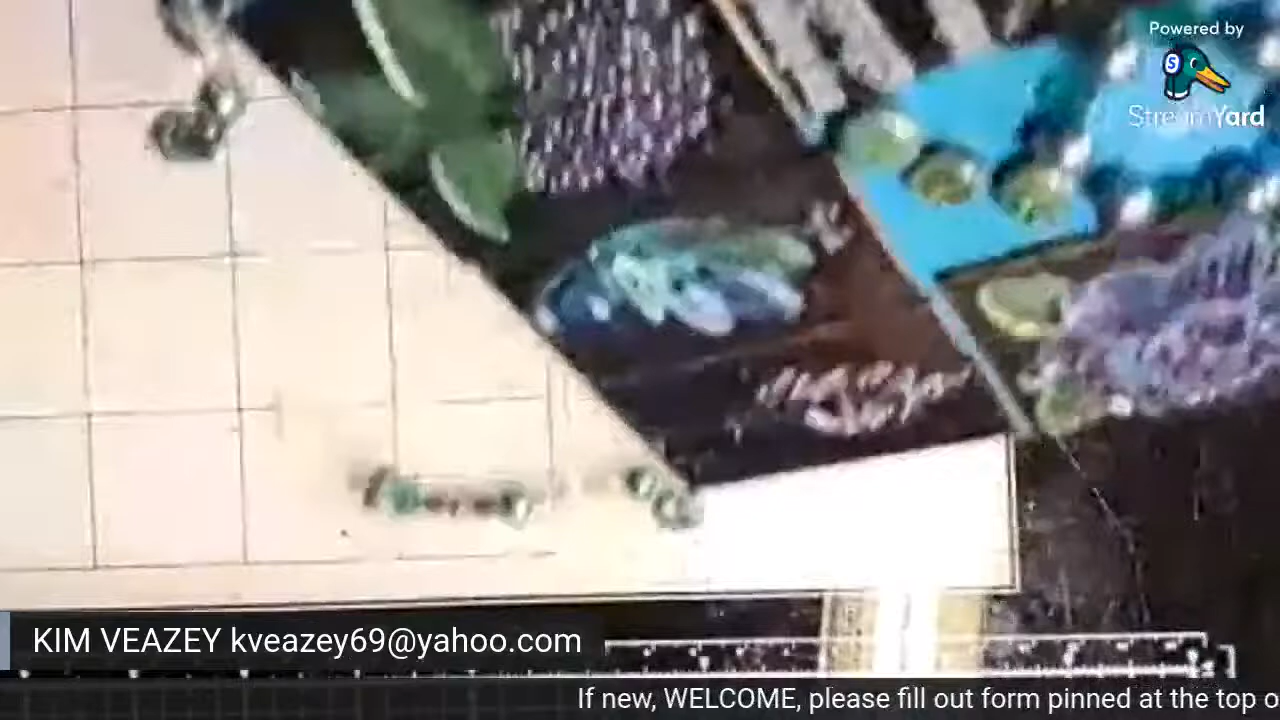 Powered by
StreamYard
KIM VEAZEY kveazey69@yahoo.com
If new, WELCOME, please fill out form pinned at the top o